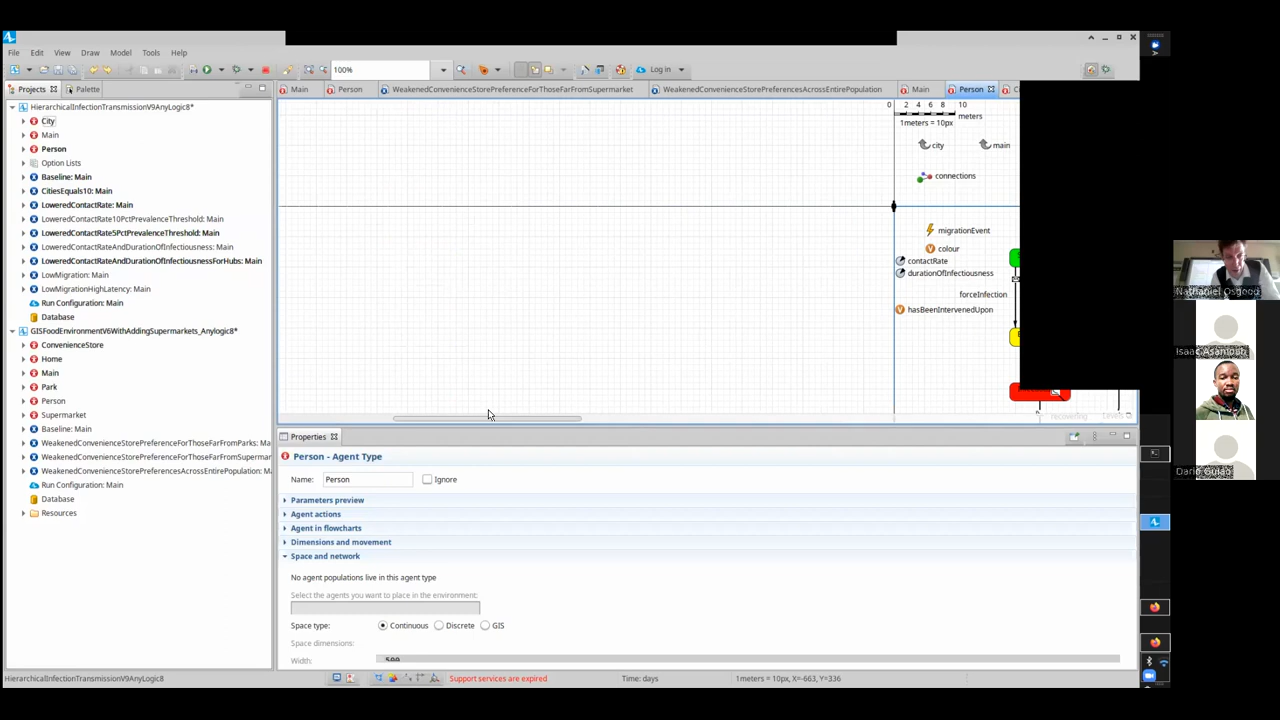 File Edit View Draw Model Tools Help
100% Log in
Projects Palette
Main Person WeakenedConvenienceStorePreferenceForThoseFarFromSupermarket WeakenedConvenienceStorePreferencesAcrossEntirePopulation Main Person
HierarchicalInfectionTransmissionV9AnyLogic8*
City
Main
Person
Option Lists
Baseline: Main
CitiesEquals10: Main
LoweredContactRate: Main
LoweredContactRate10PctPrevalenceThreshold: Main
LoweredContactRate5PctPrevalenceThreshold: Main
LoweredContactRateAndDurationOfInfectiousness: Main
LoweredContactRateAndDurationOfInfectiousnessForHubs: Main
LowMigration: Main
LowMigrationHighLatency: Main
Run Configuration: Main
Database
GISFoodEnvironmentV6WithAddingSupermarkets_Anylogic8*
ConvenienceStore
Home
Main
Park
Person
Supermarket
Baseline: Main
WeakenedConvenienceStorePreferenceForThoseFarFromParks: Ma
WeakenedConvenienceStorePreferenceForThoseFarFromSupermar
WeakenedConvenienceStorePreferencesAcrossEntirePopulation: Ma
Run Configuration: Main
Database
Resources
0 2 4 6 8 10
meters
1meters = 10px
city main
connections
migrationEvent
colour
contactRate
durationOfInfectiousness
forceInfection
hasBeenIntervenedUpon
recovering
Properties
Person - Agent Type
Name: Person Ignore
Parameters preview
Agent actions
Agent in flowcharts
Dimensions and movement
Space and network
No agent populations live in this agent type
Select the agents you want to place in the environment:
Space type: Continuous Discrete GIS
Space dimensions:
Width: 500
HierarchicalInfectionTransmissionV9AnyLogic8
Support services are expired
Time: days
1meters = 10px, X=-663, Y=336
Nathaniel Osgood